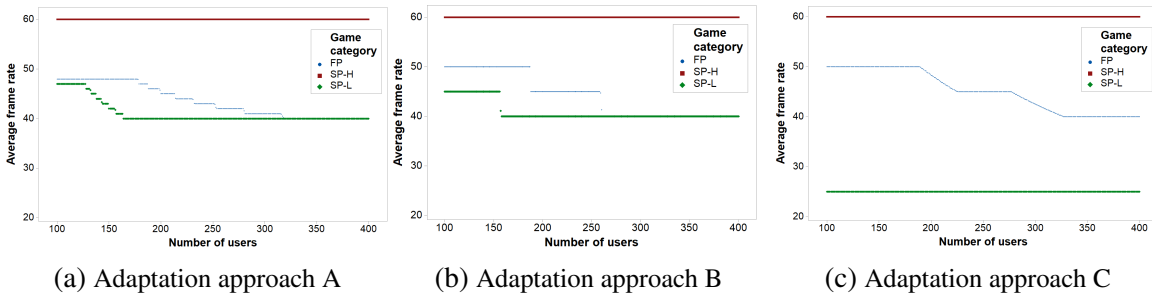 60
50
40
30
20
Average frame rate
100 150 200 250 300 350 400
Number of users
Game
category
FP
SP-H
SP-L
(a) Adaptation approach A
60
50
40
30
20
Average frame rate
100 150 200 250 300 350 400
Number of users
Game
category
FP
SP-H
SP-L
(b) Adaptation approach B
60
50
40
30
20
Average frame rate
100 150 200 250 300 350 400
Number of users
Game
category
FP
SP-H
SP-L
(c) Adaptation approach C